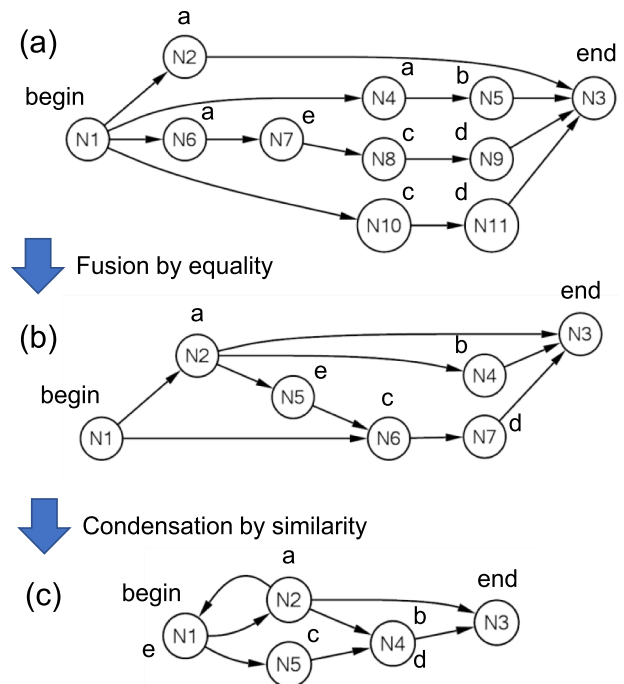 (a)
a
N2
end
begin
a
b
N4
N5
N3
N1
a
N6
e
N7
c
N8
d
N9
c
N10
d
N11
Fusion by equality
(b)
end
a
N3
N2
b
N4
begin
e
N5
c
N1
N6
N7
d
Condensation by similarity
(c)
a
begin
N2
end
b
N3
N1
e
c
N4
d
N5